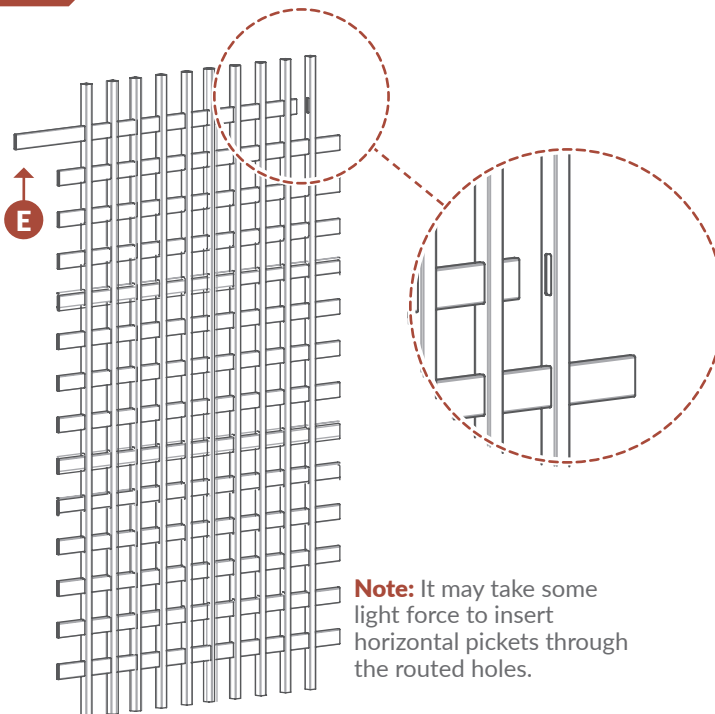 E
Note: It may take some
light force to insert
horizontal pickets through
the routed holes.